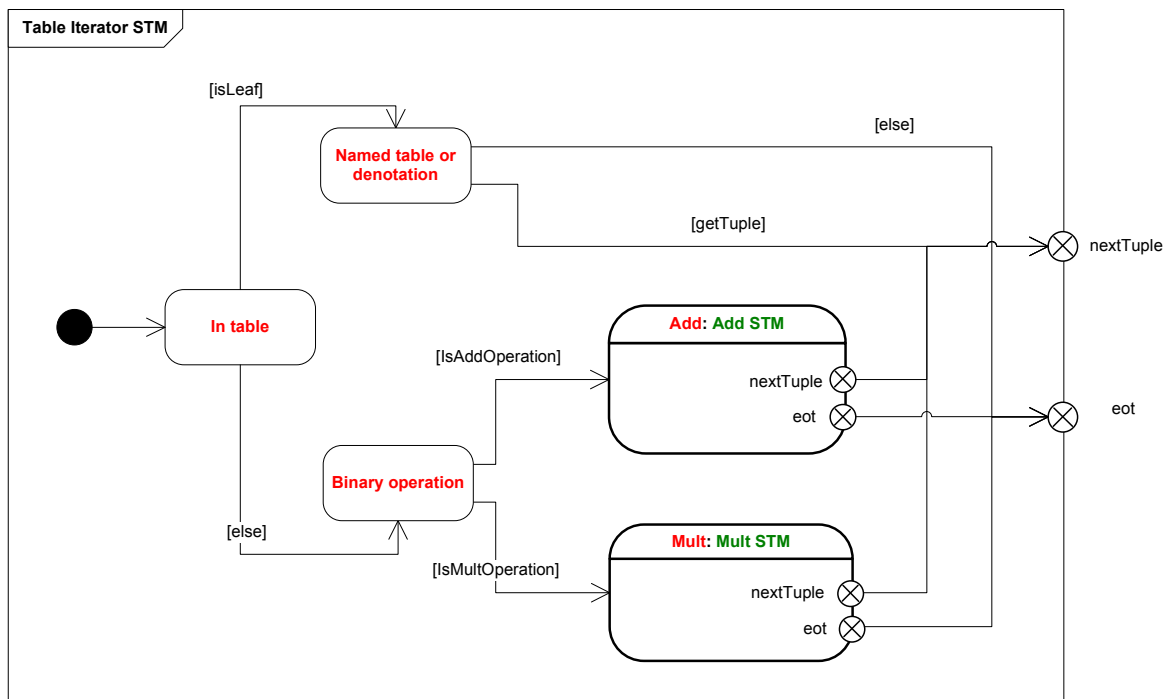 Table Iterator STM
[isLeaf]
[else]
Named table or
denotation
[getTuple]
nextTuple
In table
Add: Add STM
[IsAddOperation]
nextTuple
eot
eot
Binary operation
[else]
Mult: Mult STM
[IsMultOperation]
nextTuple
eot